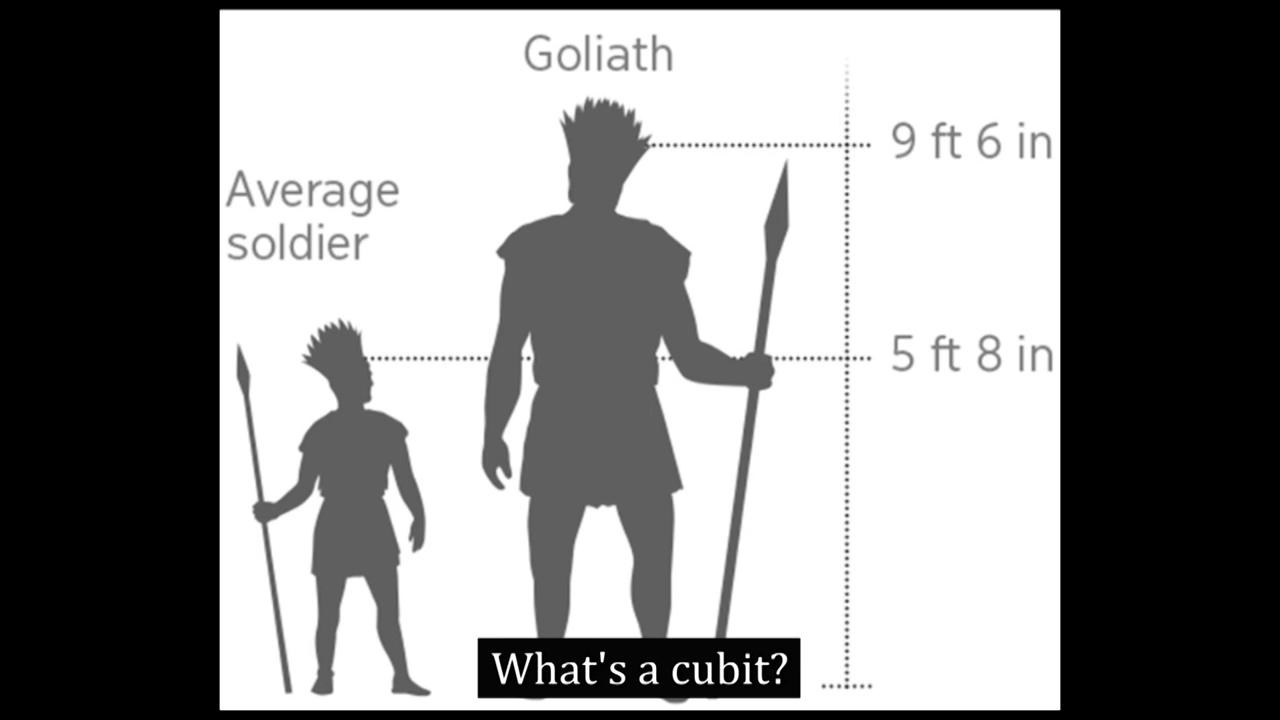 Goliath
9 ft 6 in
Average
soldier
5 ft 8 in
What's a cubit?